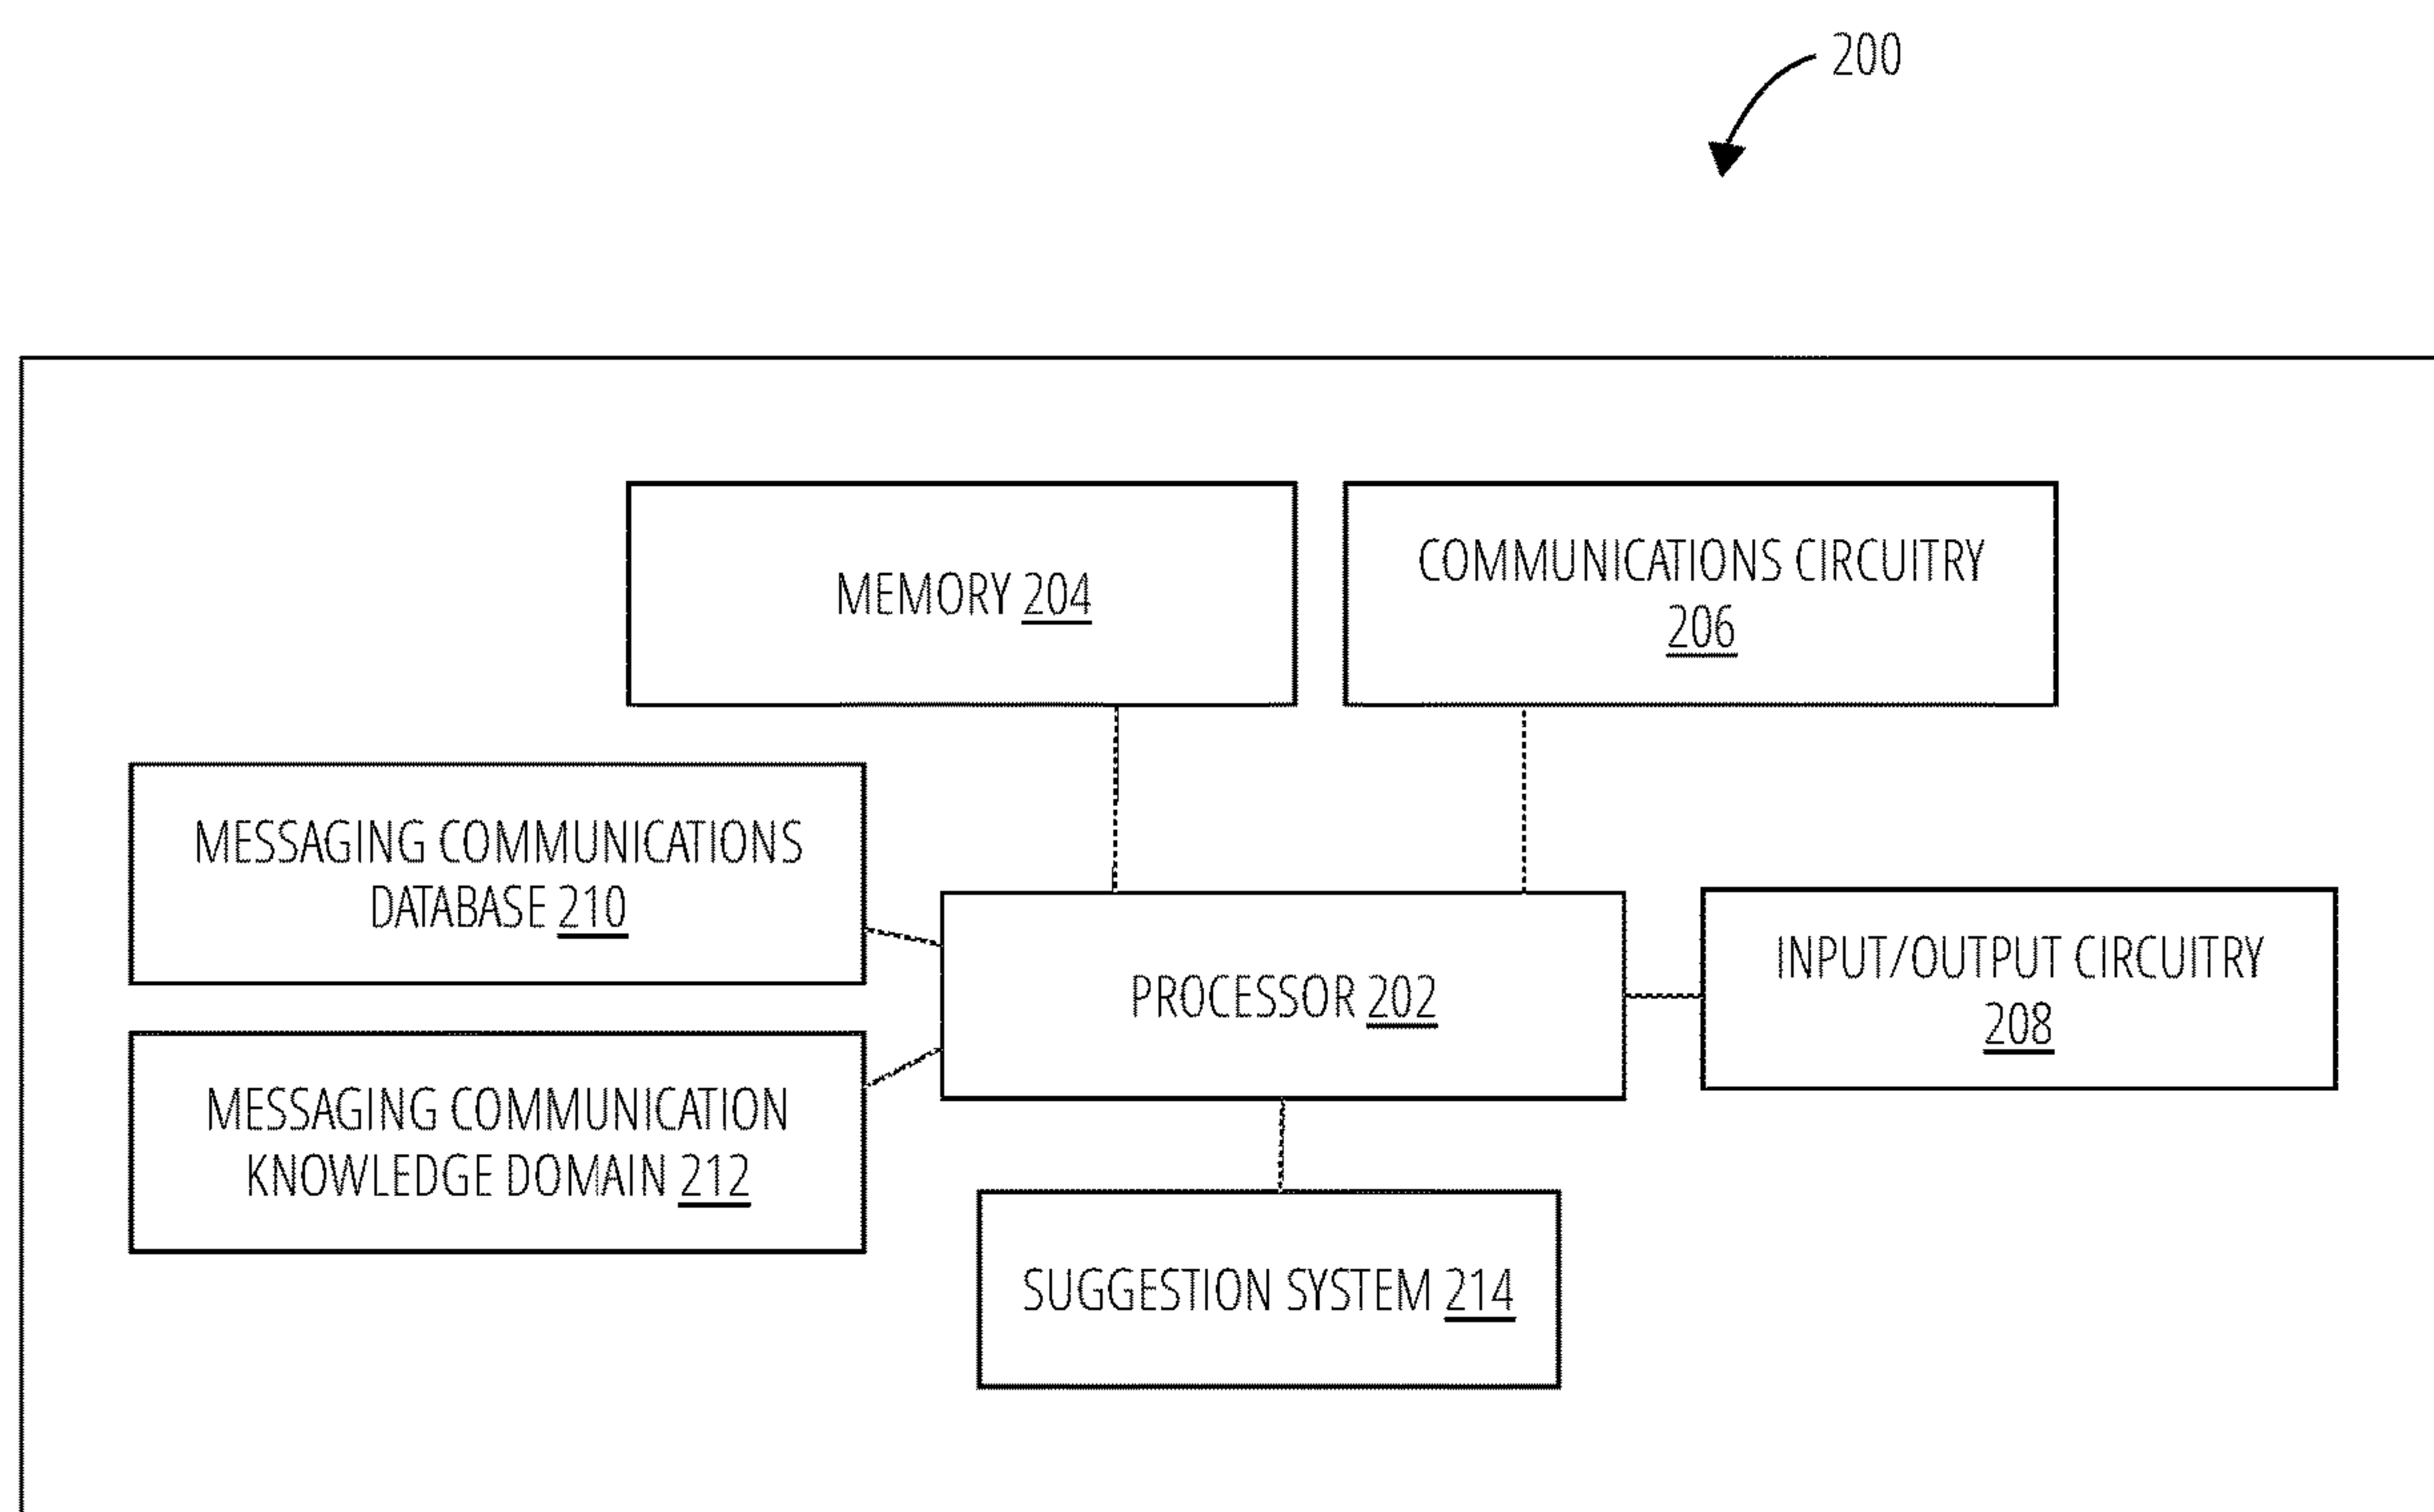 200
MEMORY 204
COMMUNICATIONS CIRCUITRY
206
MESSAGING COMMUNICATIONS
DATABASE 210
PROCESSOR 202
INPUT/OUTPUT CIRCUITRY
208
MESSAGING COMMUNICATION
KNOWLEDGE DOMAIN 212
SUGGESTION SYSTEM 214